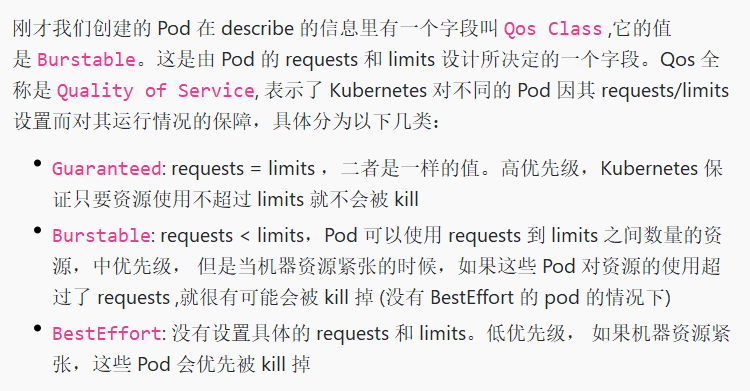 刚才我们创建的 Pod 在 describe 的信息里有一个字段叫 Qos Class ,它的值
是 Burstable。这是由 Pod 的 requests 和 limits 设计所决定的一个字段。Qos 全
称是 Quality of Service, 表示了 Kubernetes 对不同的 Pod 因其 requests/limits
设置而对其运行情况的保障，具体分为以下几类：
• Guaranteed: requests = limits ，二者是一样的值。高优先级，Kubernetes 保
证只要资源使用不超过 limits 就不会被 kill
• Burstable: requests < limits，Pod 可以使用 requests 到 limits 之间数量的资
源，中优先级， 但是当机器资源紧张的时候，如果这些 Pod 对资源的使用超
过了 requests ,就很有可能会被 kill 掉 (没有 BestEffort 的 pod 的情况下)
• BestEffort: 没有设置具体的 requests 和 limits。低优先级， 如果机器资源紧
张，这些 Pod 会优先被 kill 掉